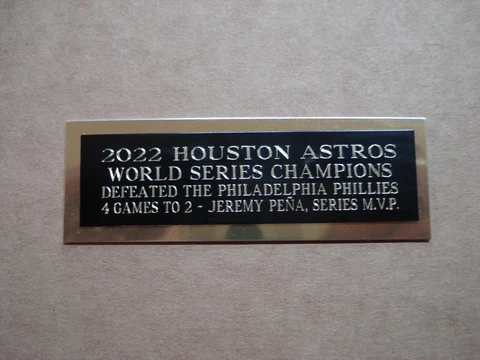 2022 HOUSTON ASTROS
WORLD SERIES CHAMPIONS
DEFEATED THE PHILADELPHIA PHILLIES
4 GAMES TO 2 - JEREMY PEÑA, SERIES M.V.P.